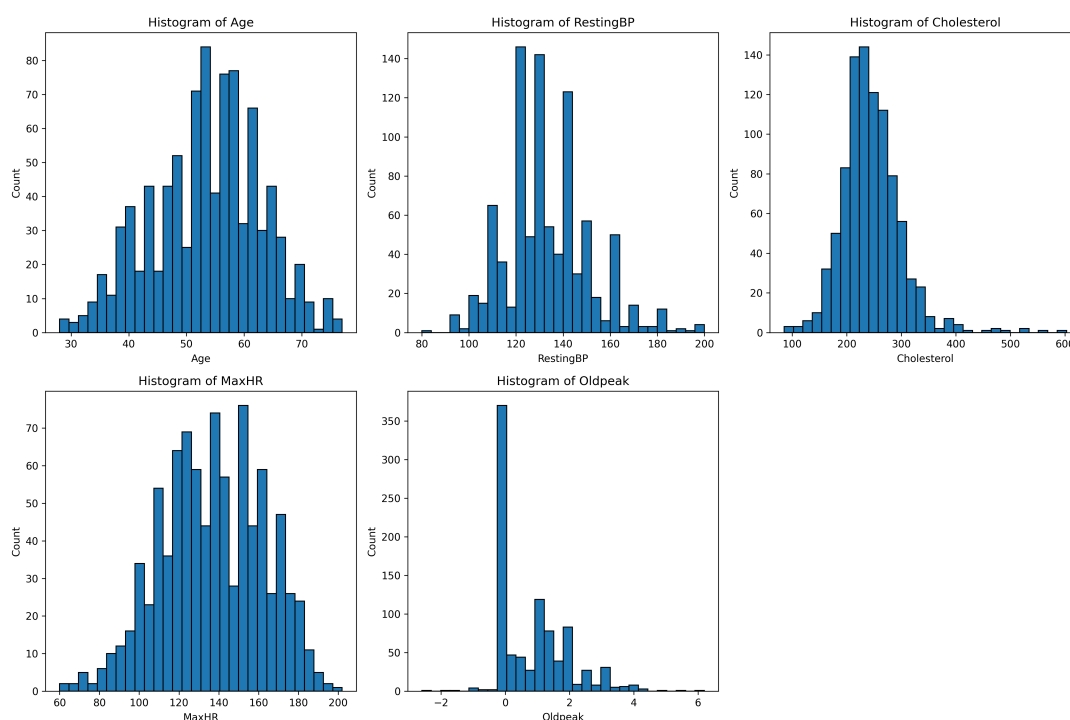 Histogram of Age
Count
80
70
60
50
40
30
20
10
0
30 40 50 60 70
Age
Histogram of RestingBP
Count
140
120
100
80
60
40
20
0
80 100 120 140 160 180 200
RestingBP
Histogram of Cholesterol
Count
140
120
100
80
60
40
20
0
100 200 300 400 500 600
Cholesterol
Histogram of MaxHR
Count
70
60
50
40
30
20
10
0
60 80 100 120 140 160 180 200
MaxHR
Histogram of Oldpeak
Count
350
300
250
200
150
100
50
0
−2 0 2 4 6
Oldpeak